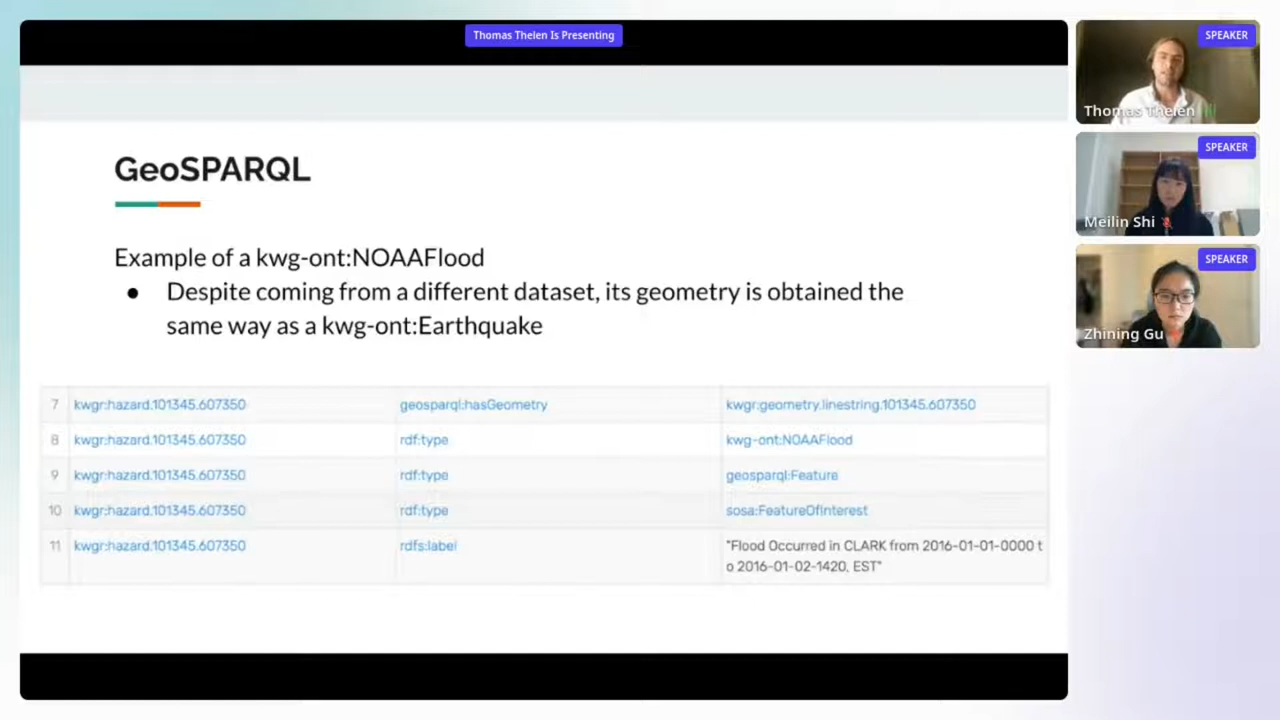 Thomas Thelen Is Presenting
GeoSPARQL
Example of a kwg-ont:NOAAFlood
● Despite coming from a different dataset, its geometry is obtained the
same way as a kwg-ont:Earthquake
7 kwgr:hazard.101345.607350 geosparql:hasGeometry kwgr:geometry.linestring.101345.607350
8 kwgr:hazard.101345.607350 rdf:type kwg-ont:NOAAFlood
9 kwgr:hazard.101345.607350 rdf:type geosparql:Feature
10 kwgr:hazard.101345.607350 rdf:type sosa:FeatureOfInterest
11 kwgr:hazard.101345.607350 rdfs:label "Flood Occurred in CLARK from 2016-01-01-0000 t
o 2016-01-02-1420, EST"
SPEAKER
Thomas Thelen
SPEAKER
Meilin Shi
SPEAKER
Zhining Gu